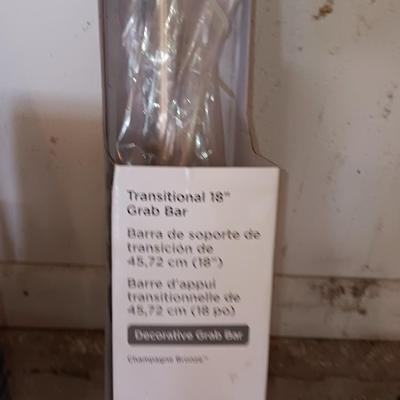 Transitional 18"
Grab Bar
Barra de soporte de
transición de
45,72 cm (18")
Barre d'appui
transitionnelle de
45,72 cm (18 po)
Decorative Grab Bar
Champagne Bronze™